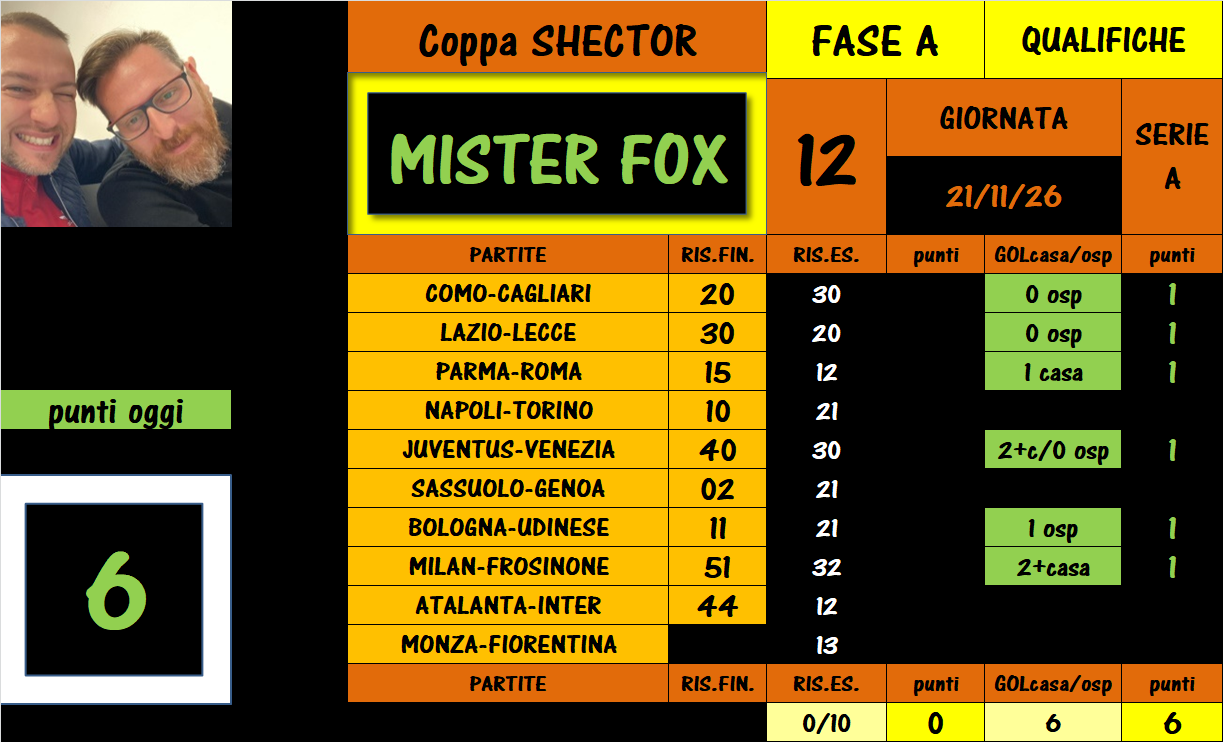 Coppa SHECTOR FASE A QUALIFICHE
MISTER FOX 12 GIORNATA SERIE A
21/11/26
PARTITE RIS.FIN. RIS.ES. punti GOLcasa/osp punti
COMO-CAGLIARI 20 30 0 osp 1
LAZIO-LECCE 30 20 0 osp 1
PARMA-ROMA 15 12 1 casa 1
NAPOLI-TORINO 10 21
JUVENTUS-VENEZIA 40 30 2+c/0 osp 1
SASSUOLO-GENOA 02 21
BOLOGNA-UDINESE 11 21 1 osp 1
MILAN-FROSINONE 51 32 2+casa 1
ATALANTA-INTER 44 12
MONZA-FIORENTINA 13
PARTITE RIS.FIN. RIS.ES. punti GOLcasa/osp punti
0/10 0 6 6
punti oggi
6